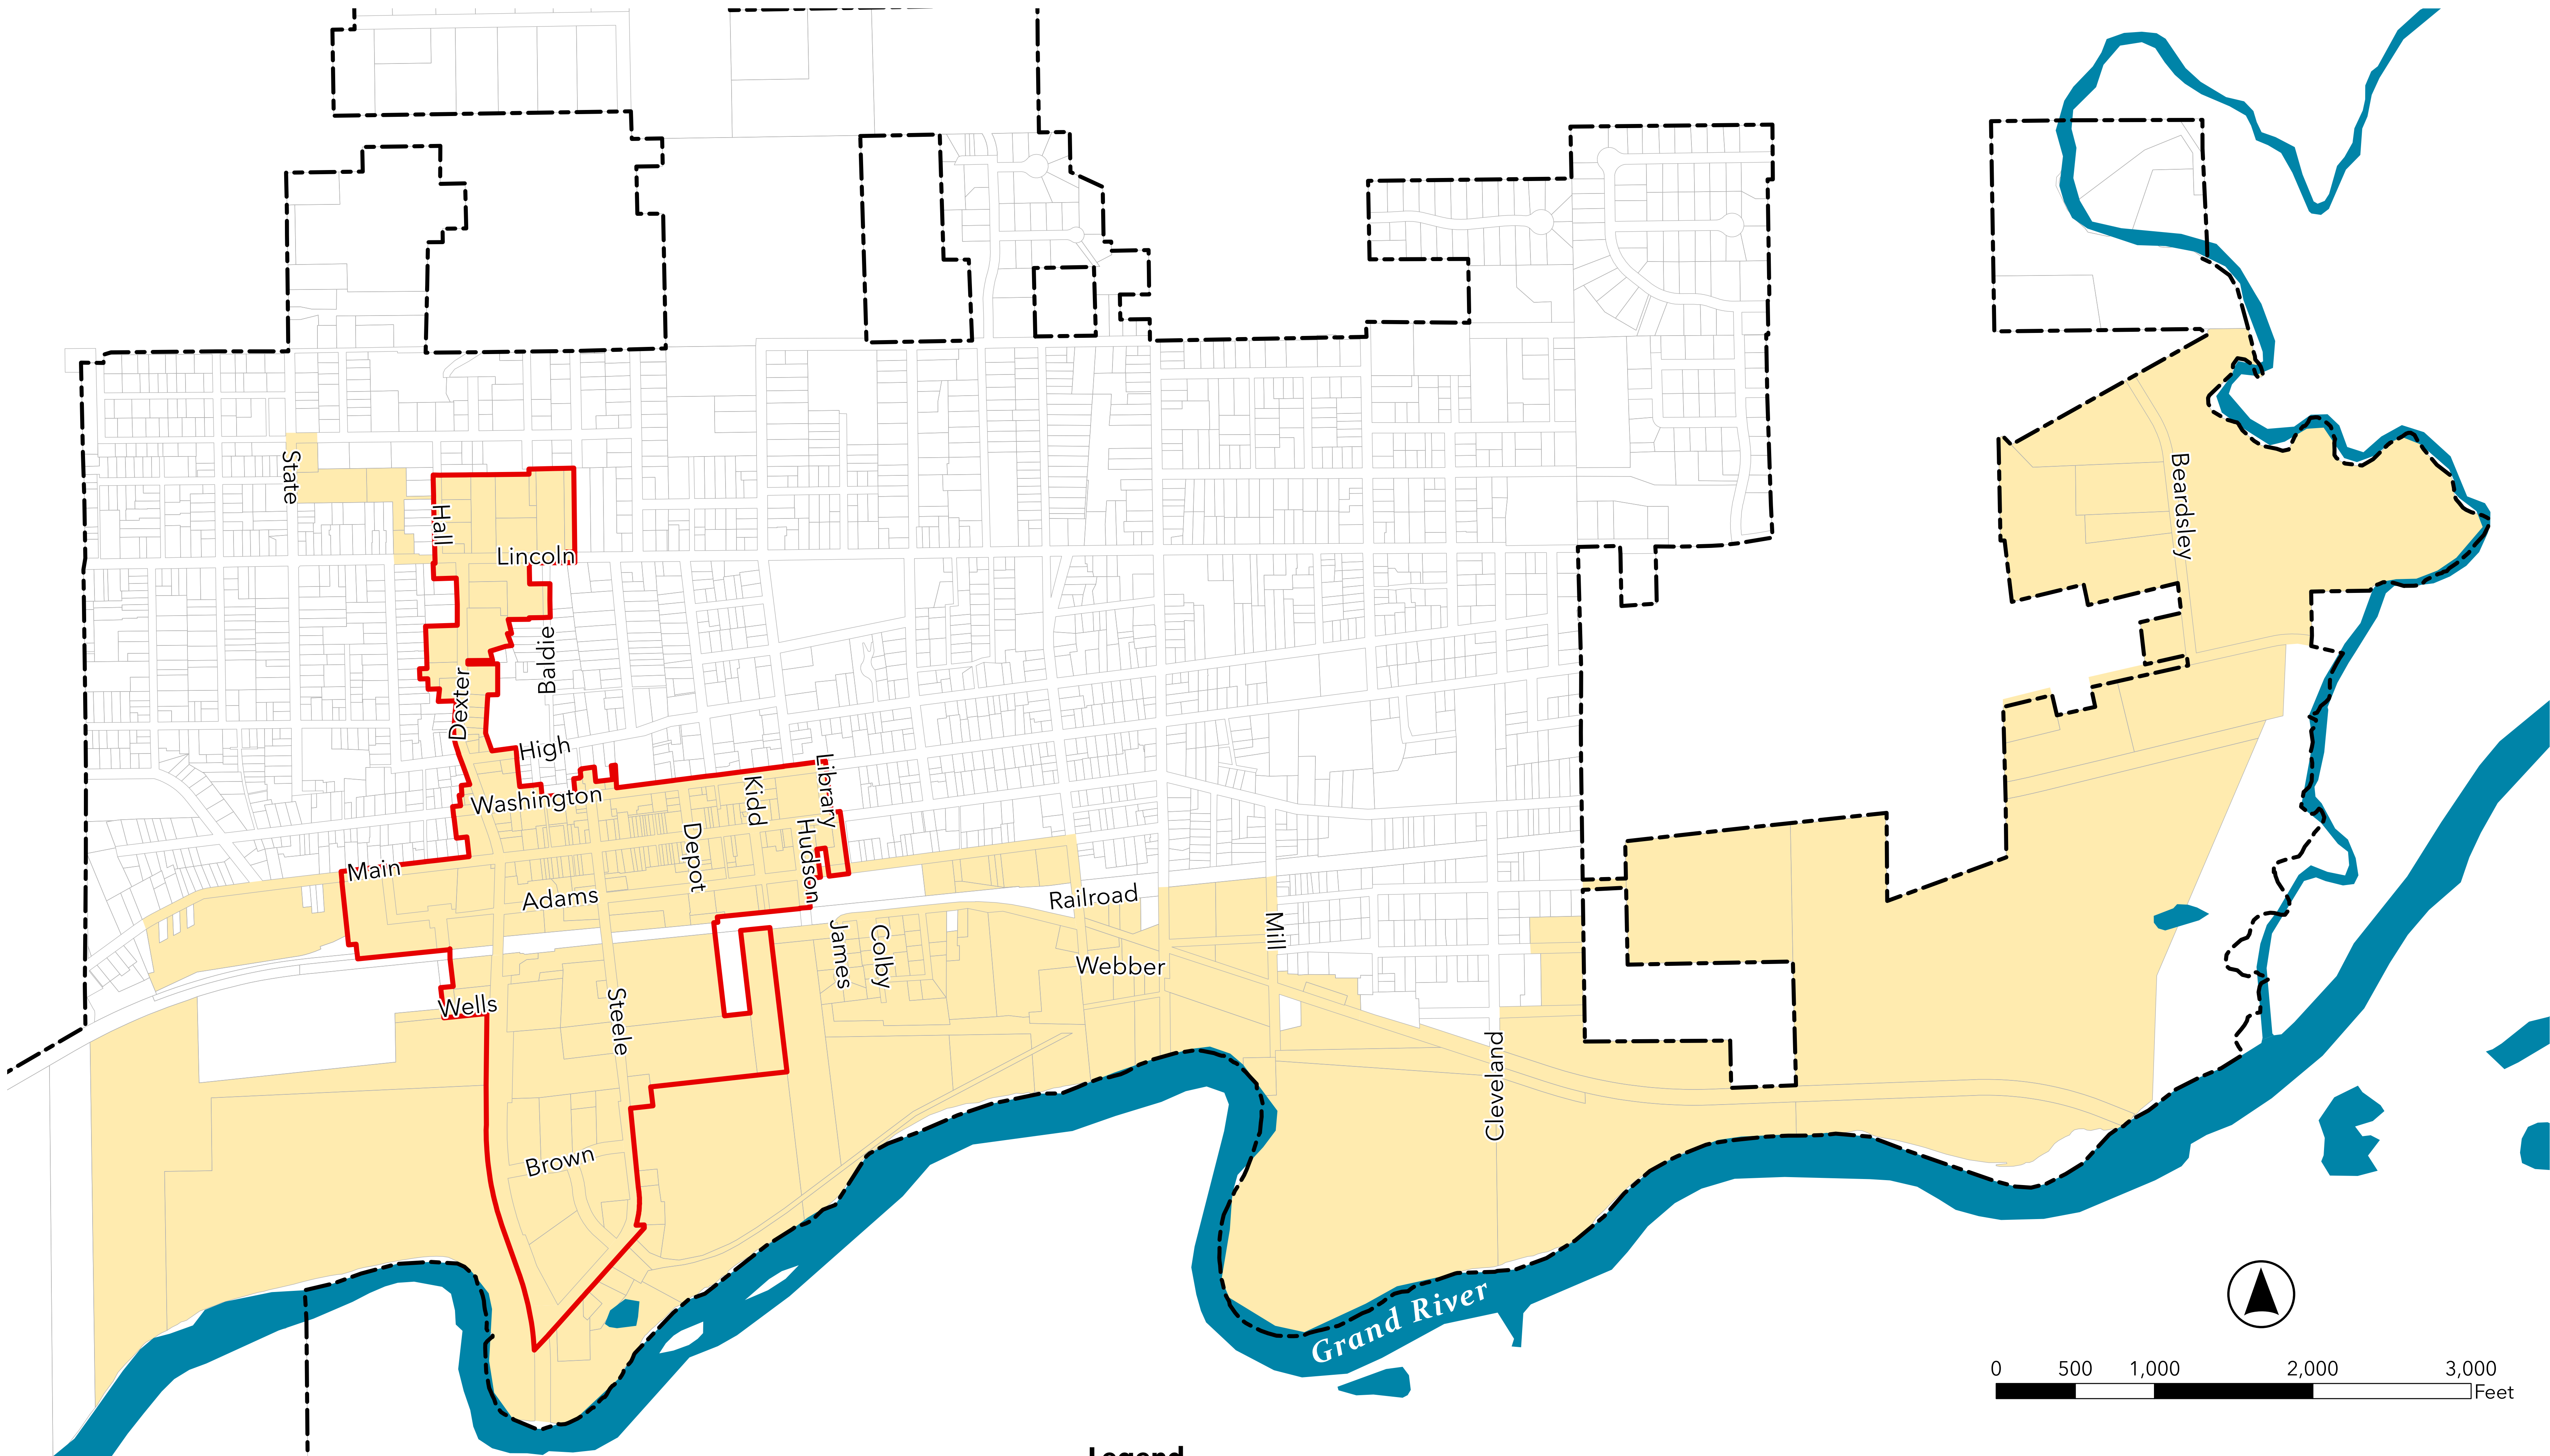 State
Hall
Lincoln
Beardsley
Baldie
Dexter
High
Library
Washington
Kidd
Hudson
Depot
Main
Adams
Railroad
Mill
James
Colby
Webber
Wells
Steele
Cleveland
Brown
Grand River
0 500 1,000 2,000 3,000
Feet
Legend